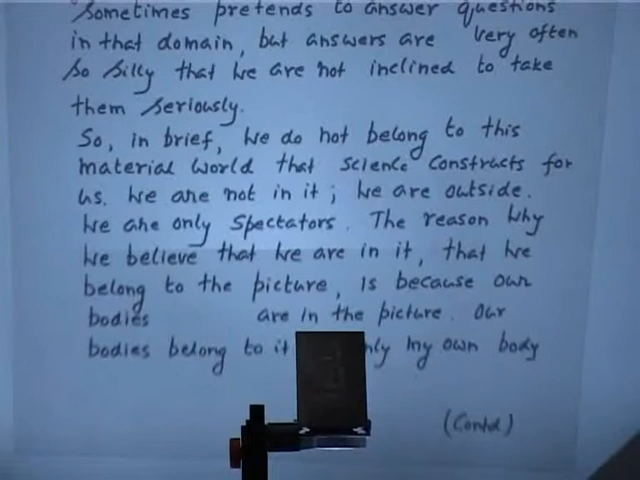 Sometimes pretends to answer questions
in that domain, but answers are very often
so silly that we are not inclined to take
them seriously.
So, in brief, we do not belong to this
material world that science constructs for
us. We are not in it; we are outside.
We are only spectators. The reason why
we believe that we are in it, that we
belong to the picture, is because our
bodies are in the picture. Our
bodies belong to it my own body
(Contd)